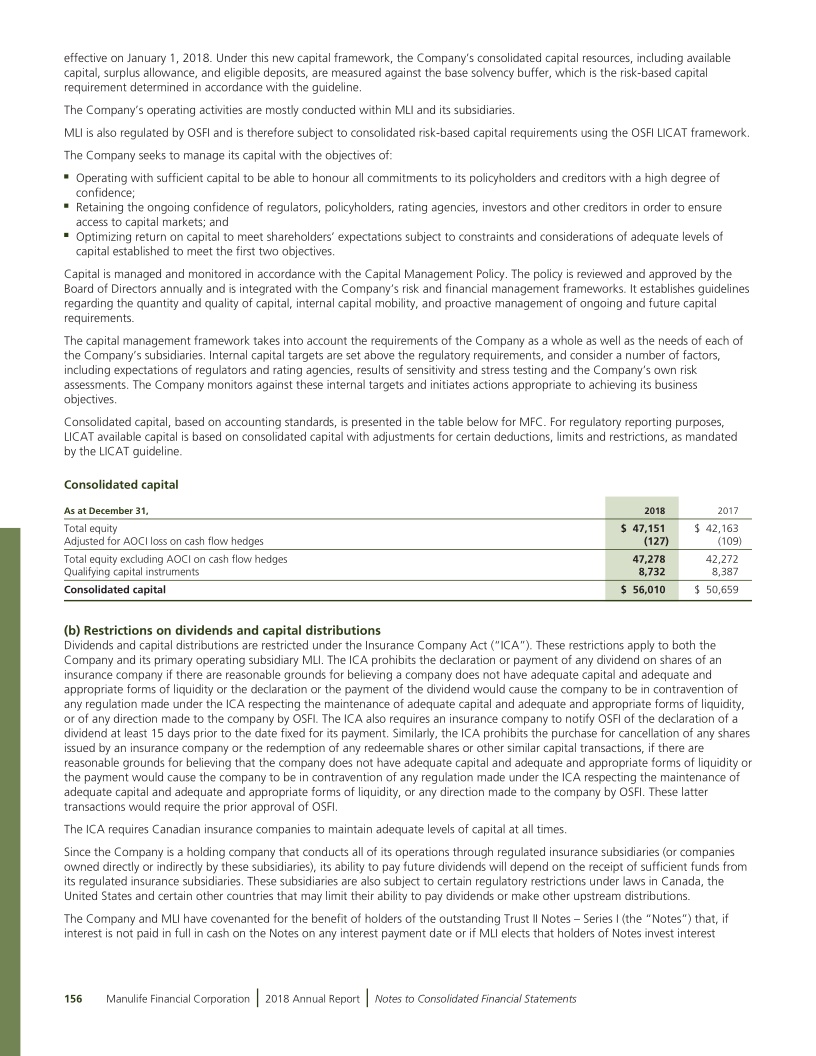 effective on January 1, 2018. Under this new capital framework, the Company’s consolidated capital resources, including available
capital, surplus allowance, and eligible deposits, are measured against the base solvency buffer, which is the risk-based capital
requirement determined in accordance with the guideline.
The Company’s operating activities are mostly conducted within MLI and its subsidiaries.
MLI is also regulated by OSFI and is therefore subject to consolidated risk-based capital requirements using the OSFI LICAT framework.
The Company seeks to manage its capital with the objectives of:
▪ Operating with sufficient capital to be able to honour all commitments to its policyholders and creditors with a high degree of
confidence;
▪ Retaining the ongoing confidence of regulators, policyholders, rating agencies, investors and other creditors in order to ensure
access to capital markets; and
▪ Optimizing return on capital to meet shareholders’ expectations subject to constraints and considerations of adequate levels of
capital established to meet the first two objectives.
Capital is managed and monitored in accordance with the Capital Management Policy. The policy is reviewed and approved by the
Board of Directors annually and is integrated with the Company’s risk and financial management frameworks. It establishes guidelines
regarding the quantity and quality of capital, internal capital mobility, and proactive management of ongoing and future capital
requirements.
The capital management framework takes into account the requirements of the Company as a whole as well as the needs of each of
the Company’s subsidiaries. Internal capital targets are set above the regulatory requirements, and consider a number of factors,
including expectations of regulators and rating agencies, results of sensitivity and stress testing and the Company’s own risk
assessments. The Company monitors against these internal targets and initiates actions appropriate to achieving its business
objectives.
Consolidated capital, based on accounting standards, is presented in the table below for MFC. For regulatory reporting purposes,
LICAT available capital is based on consolidated capital with adjustments for certain deductions, limits and restrictions, as mandated
by the LICAT guideline.
Consolidated capital
As at December 31, 2018 2017
Total equity $ 47,151 $ 42,163
Adjusted for AOCI loss on cash flow hedges (127) (109)
Total equity excluding AOCI on cash flow hedges 47,278 42,272
Qualifying capital instruments 8,732 8,387
Consolidated capital $ 56,010 $ 50,659
(b) Restrictions on dividends and capital distributions
Dividends and capital distributions are restricted under the Insurance Company Act (“ICA”). These restrictions apply to both the
Company and its primary operating subsidiary MLI. The ICA prohibits the declaration or payment of any dividend on shares of an
insurance company if there are reasonable grounds for believing a company does not have adequate capital and adequate and
appropriate forms of liquidity or the declaration or the payment of the dividend would cause the company to be in contravention of
any regulation made under the ICA respecting the maintenance of adequate capital and adequate and appropriate forms of liquidity,
or of any direction made to the company by OSFI. The ICA also requires an insurance company to notify OSFI of the declaration of a
dividend at least 15 days prior to the date fixed for its payment. Similarly, the ICA prohibits the purchase for cancellation of any shares
issued by an insurance company or the redemption of any redeemable shares or other similar capital transactions, if there are
reasonable grounds for believing that the company does not have adequate capital and adequate and appropriate forms of liquidity or
the payment would cause the company to be in contravention of any regulation made under the ICA respecting the maintenance of
adequate capital and adequate and appropriate forms of liquidity, or any direction made to the company by OSFI. These latter
transactions would require the prior approval of OSFI.
The ICA requires Canadian insurance companies to maintain adequate levels of capital at all times.
Since the Company is a holding company that conducts all of its operations through regulated insurance subsidiaries (or companies
owned directly or indirectly by these subsidiaries), its ability to pay future dividends will depend on the receipt of sufficient funds from
its regulated insurance subsidiaries. These subsidiaries are also subject to certain regulatory restrictions under laws in Canada, the
United States and certain other countries that may limit their ability to pay dividends or make other upstream distributions.
The Company and MLI have covenanted for the benefit of holders of the outstanding Trust II Notes – Series I (the “Notes”) that, if
interest is not paid in full in cash on the Notes on any interest payment date or if MLI elects that holders of Notes invest interest
156 Manulife Financial Corporation | 2018 Annual Report | Notes to Consolidated Financial Statements